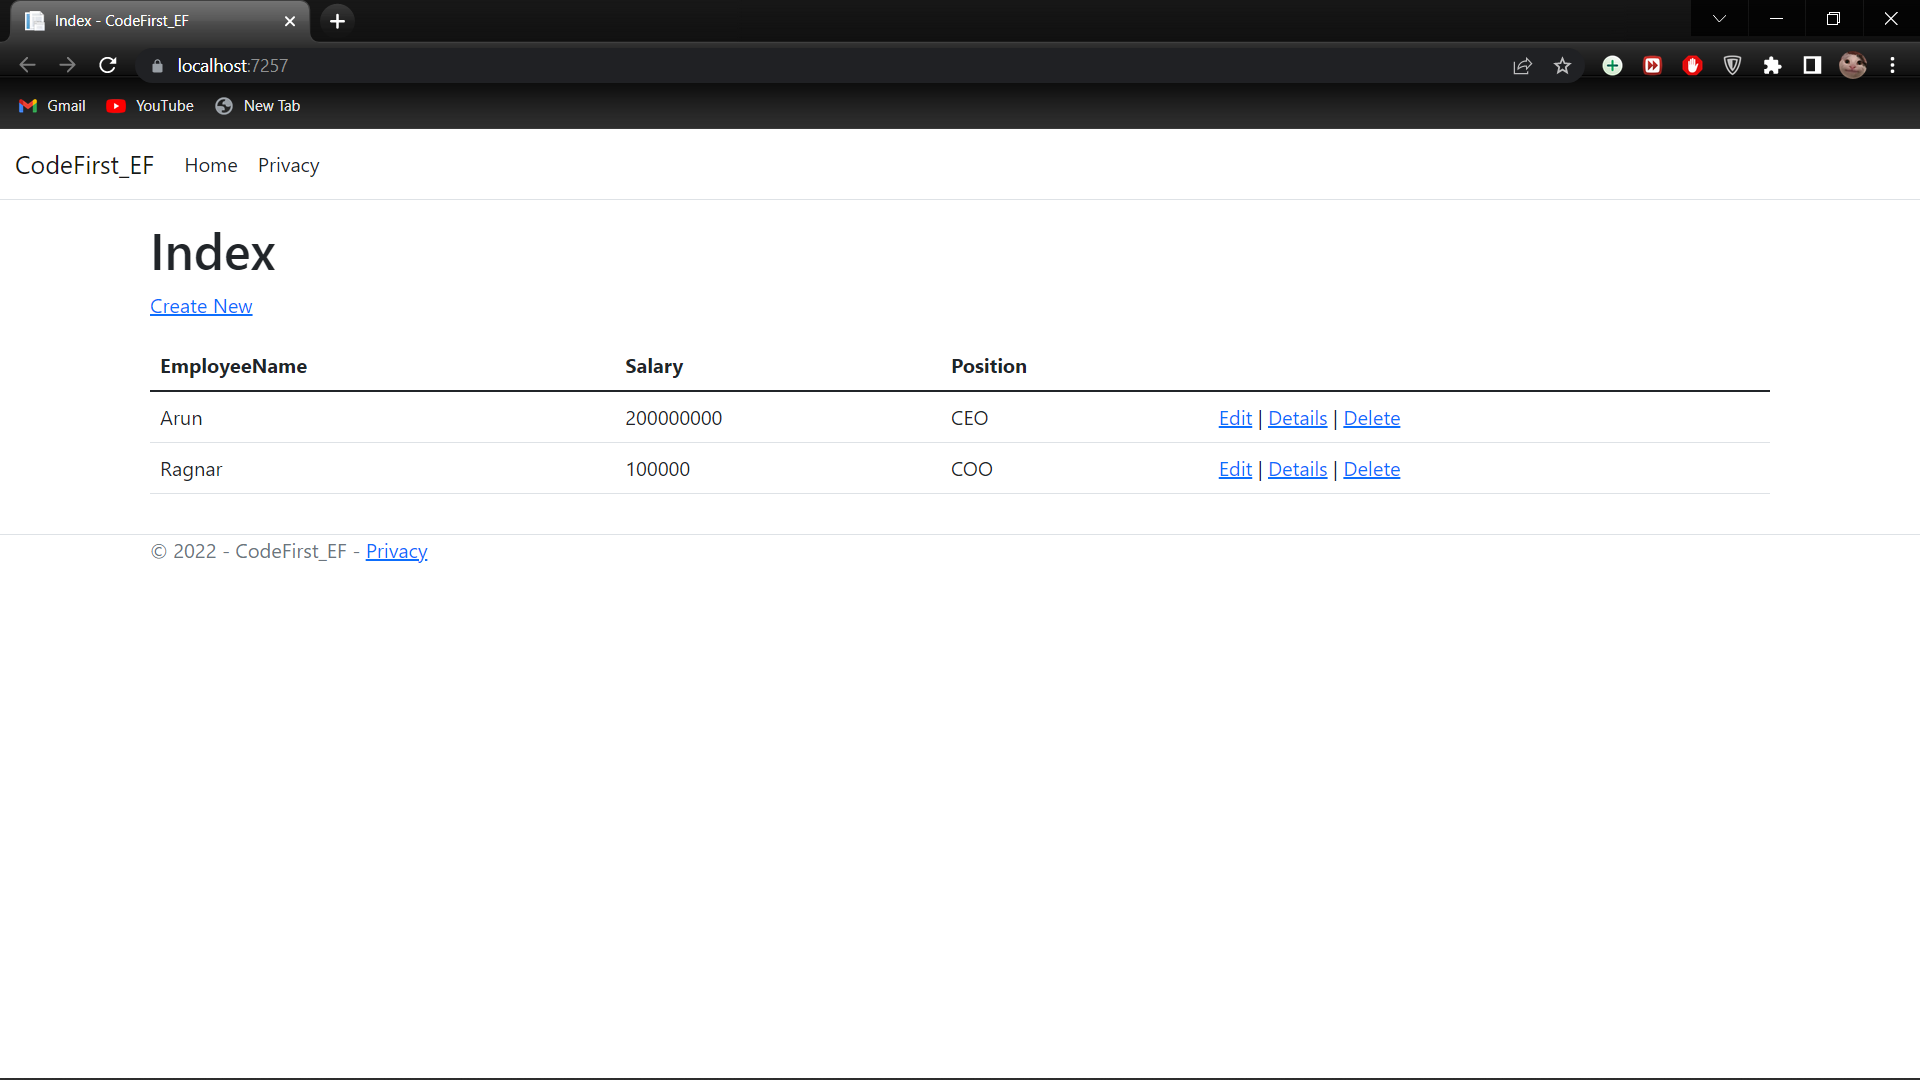 Index - CodeFirst_EF
localhost:7257
Gmail YouTube New Tab
CodeFirst_EF Home Privacy
Index
Create New
EmployeeName Salary Position
Arun 200000000 CEO Edit | Details | Delete
Ragnar 100000 COO Edit | Details | Delete
© 2022 - CodeFirst_EF - Privacy